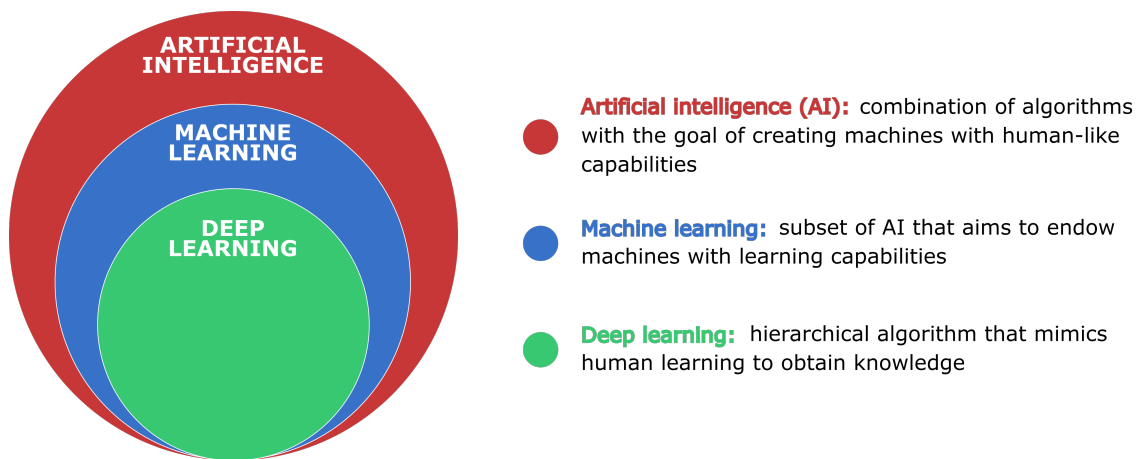 ARTIFICIAL
INTELLIGENCE
MACHINE
LEARNING
DEEP
LEARNING
Artificial intelligence (AI): combination of algorithms
with the goal of creating machines with human-like
capabilities
Machine learning: subset of AI that aims to endow
machines with learning capabilities
Deep learning: hierarchical algorithm that mimics
human learning to obtain knowledge